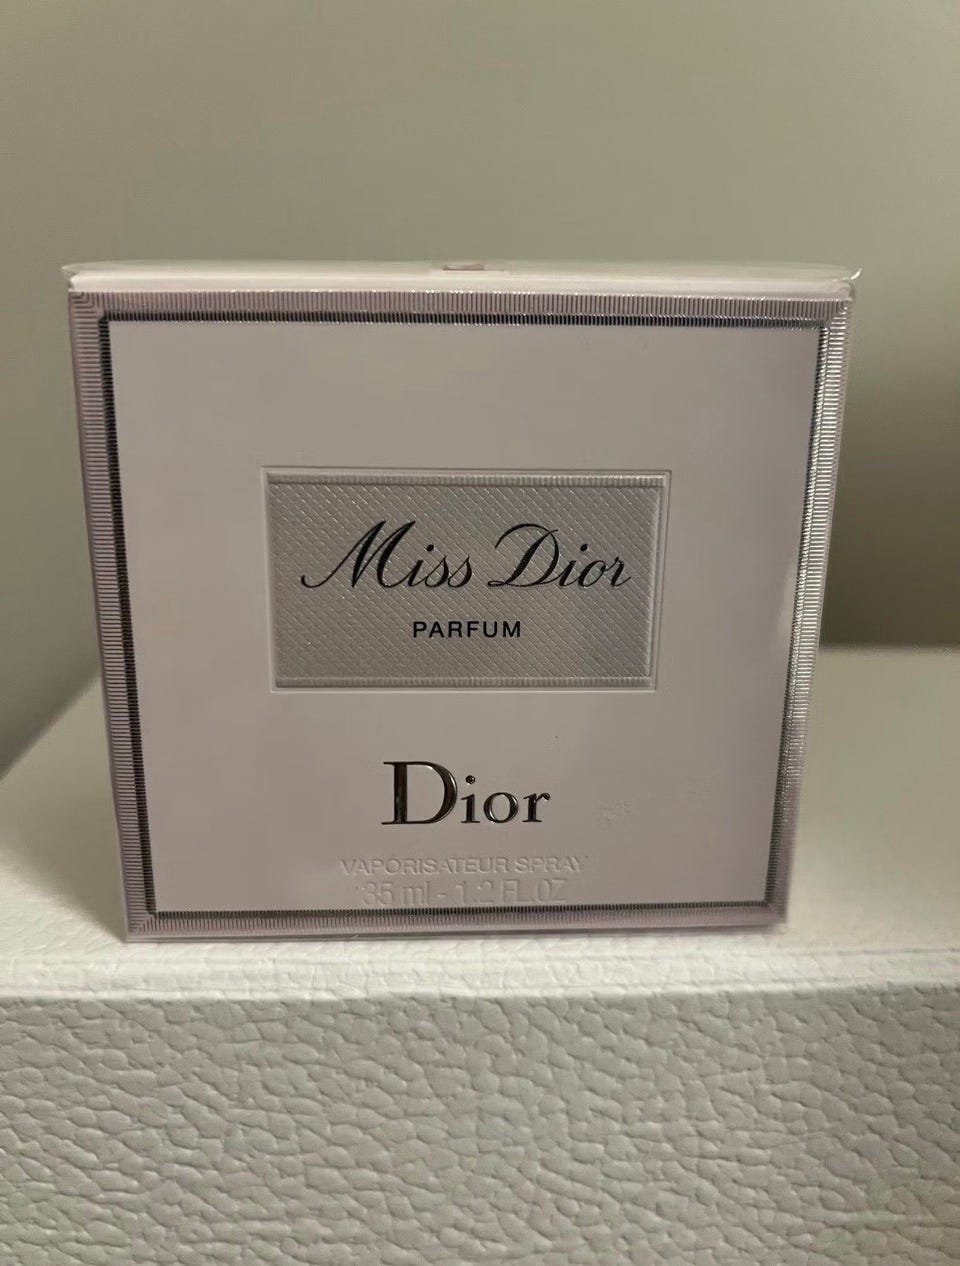 Miss Dior
PARFUM
Dior
VAPORISATEUR SPRAY
35 ml - 1.2 FL.OZ